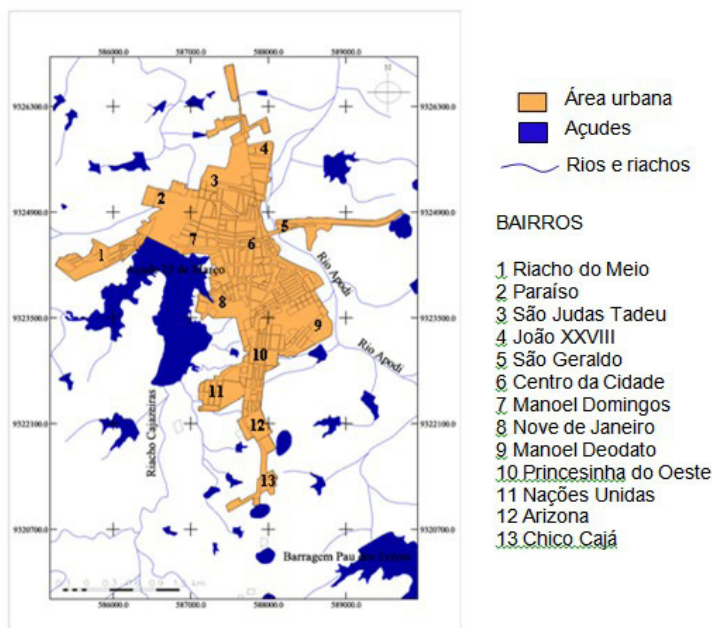 586000.0 587000.0 588000.0 589000.0
N
9326300.0 9326300.0
4
3
2
9324900.0 9324900.0
5
7 6
1
Rio Apodi
8
9323500.0 9323500.0
9
10
Rio Apodi
11
Riacho Cajazeiras
9322100.0 12 9322100.0
13
9320700.0 9320700.0
Barragem Pau dos Ferros
586000.0 587000.0 588000.0 589000.0
Área urbana
Açudes
Rios e riachos
BAIRROS
1 Riacho do Meio
2 Paraíso
3 São Judas Tadeu
4 João XXVIII
5 São Geraldo
6 Centro da Cidade
7 Manoel Domingos
8 Nove de Janeiro
9 Manoel Deodato
10 Princesinha do Oeste
11 Nações Unidas
12 Arizona
13 Chico Cajá